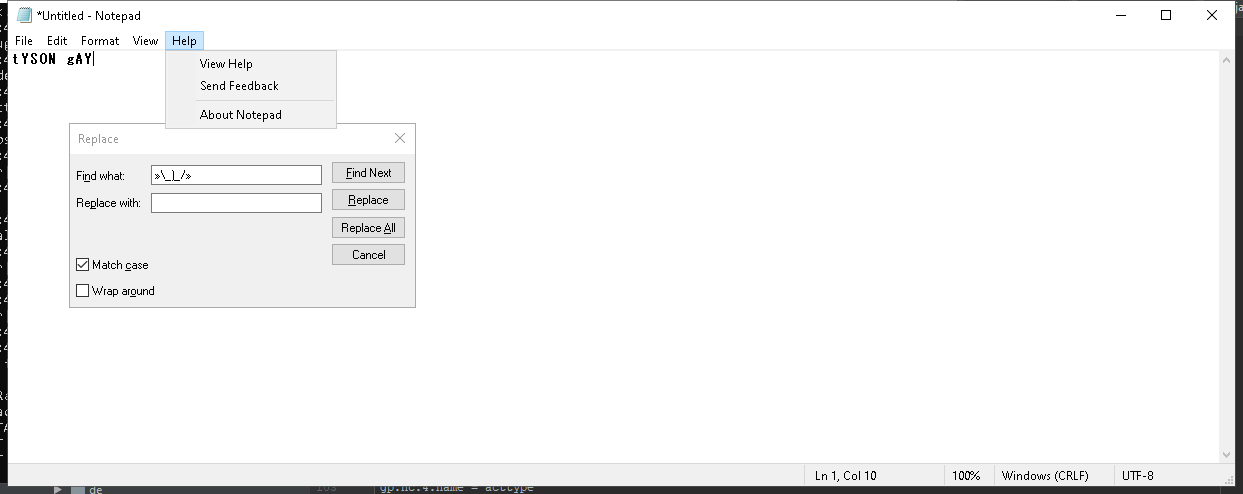 *Untitled - Notepad
File Edit Format View Help
tYSON gAY
View Help
Send Feedback
About Notepad
Replace
Find what: »\_)_/» Find Next
Replace with: Replace
Replace All
Cancel
Match case
Wrap around
Ln 1, Col 10 100% Windows (CRLF) UTF-8
de
gp.nc.4.name = acttype